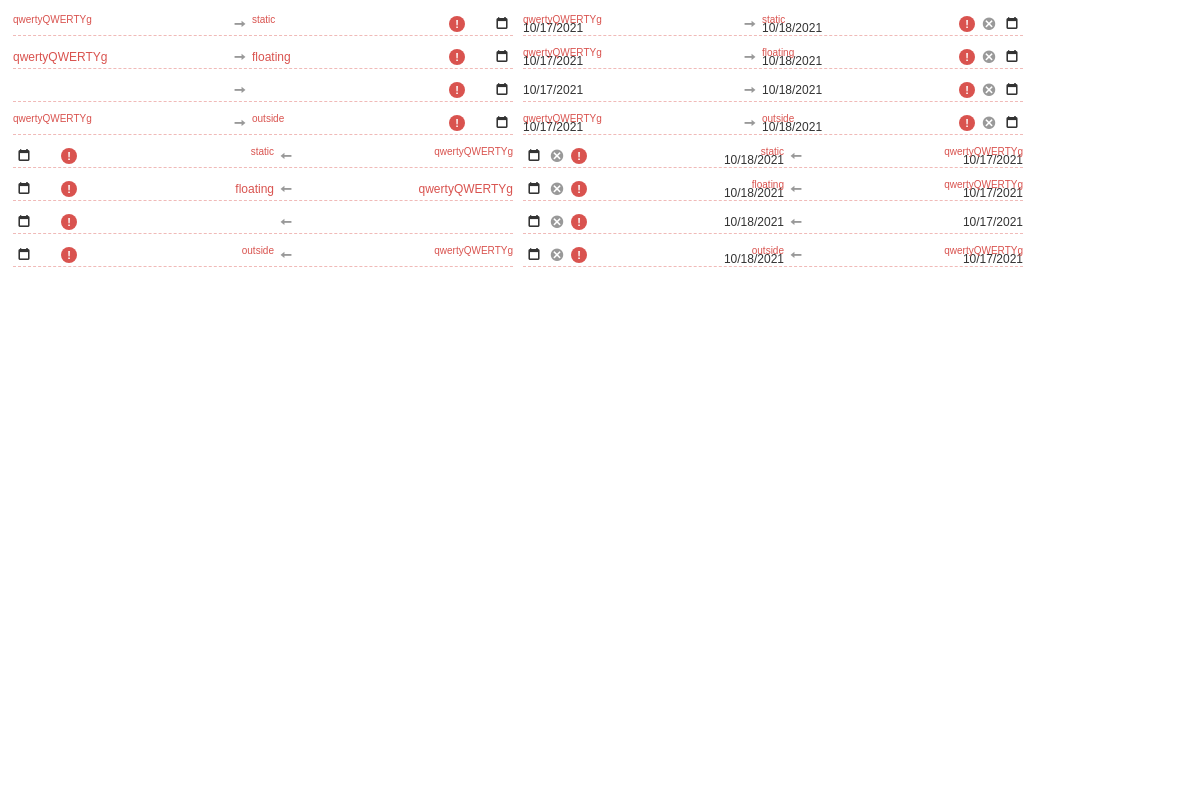 qwertyQWERTYg static qwertyQWERTYg static
10/17/2021 10/18/2021
qwertyQWERTYg floating qwertyQWERTYg floating
10/17/2021 10/18/2021
10/17/2021 10/18/2021
qwertyQWERTYg outside qwertyQWERTYg outside
10/17/2021 10/18/2021
static qwertyQWERTYg static qwertyQWERTYg
10/18/2021 10/17/2021
floating qwertyQWERTYg floating qwertyQWERTYg
10/18/2021 10/17/2021
10/18/2021 10/17/2021
outside qwertyQWERTYg outside qwertyQWERTYg
10/18/2021 10/17/2021